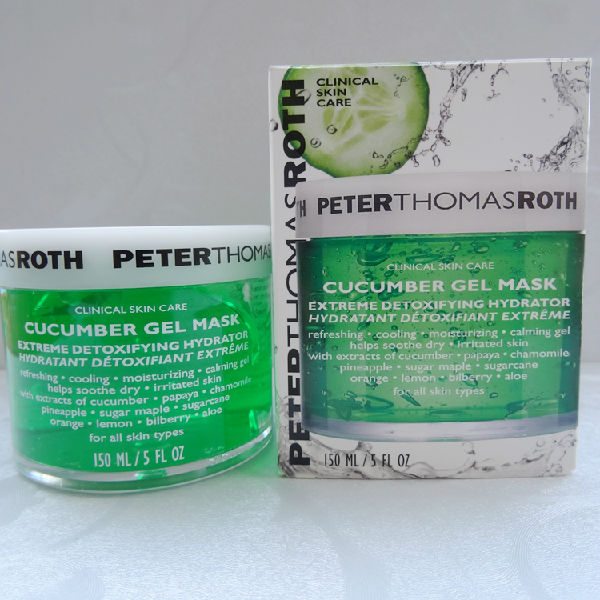 ASROTH PETERTHOMAS
CLINICAL SKIN CARE
CUCUMBER GEL MASK
EXTREME DETOXIFYING HYDRATOR
HYDRATANT DÉTOXIFIANT EXTRÊME
refreshing • cooling • moisturizing • calming gel
helps soothe dry • irritated skin
with extracts of cucumber • papaya • chamomile
pineapple • sugar maple • sugarcane
orange • lemon • bilberry • aloe
for all skin types
150 ML / 5 FL OZ
PETERTHOMASROTH
CLINICAL
SKIN
CARE
H PETERTHOMASROTH
CLINICAL SKIN CARE
CUCUMBER GEL MASK
EXTREME DETOXIFYING HYDRATOR
HYDRATANT DÉTOXIFIANT EXTRÊME
refreshing • cooling • moisturizing • calming gel
helps soothe dry • irritated skin
with extracts of cucumber • papaya • chamomile
pineapple • sugar maple • sugarcane
orange • lemon • bilberry • aloe
for all skin types
150 ML / 5 FL OZ